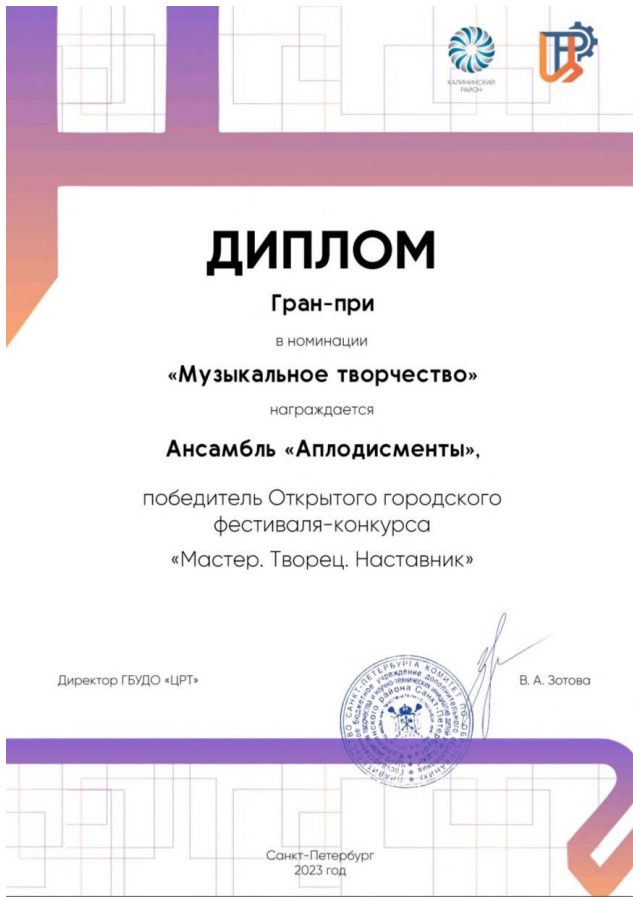 КАЛИНИНСКИЙ
РАЙОН
ДИПЛОМ
Гран-при
в номинации
«Музыкальное творчество»
награждается
Ансамбль «Аплодисменты»,
победитель Открытого городского
фестиваля-конкурса
«Мастер. Творец. Наставник»
Директор ГБУДО «ЦРТ»
В. А. Зотова
Санкт-Петербург
2023 год